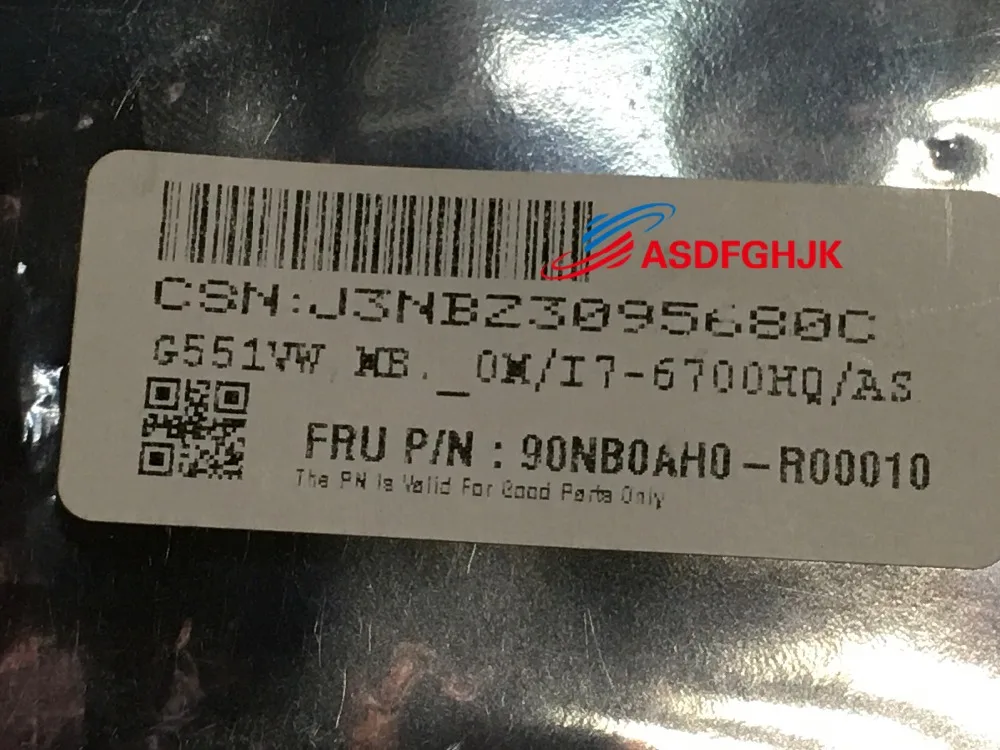 ASDFGHJK
CSN:J3NBZ3095680C
G551VW MB._0M/I7-6700HQ/AS
FRU P/N : 90NB0AH0-R00010
The PN Is Valid For Good Parts Only